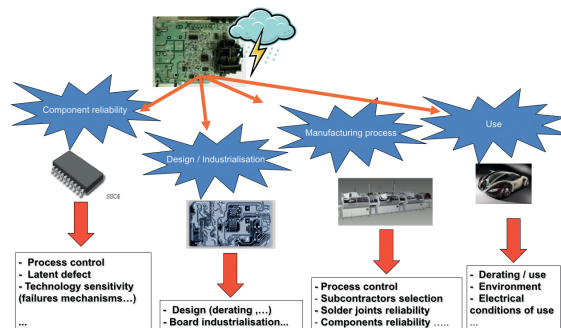 Component reliability
Design / Industrialisation
Manufacturing process
Use
- Process control
- Latent defect
- Technology sensitivity
(failures mechanisms…)
...
- Design (derating ,…)
- Board industrialisation...
- Process control
- Subcontractors selection
- Solder joints reliability
- Components reliability …..
- Derating / use
- Environment
- Electrical
conditions of use
...